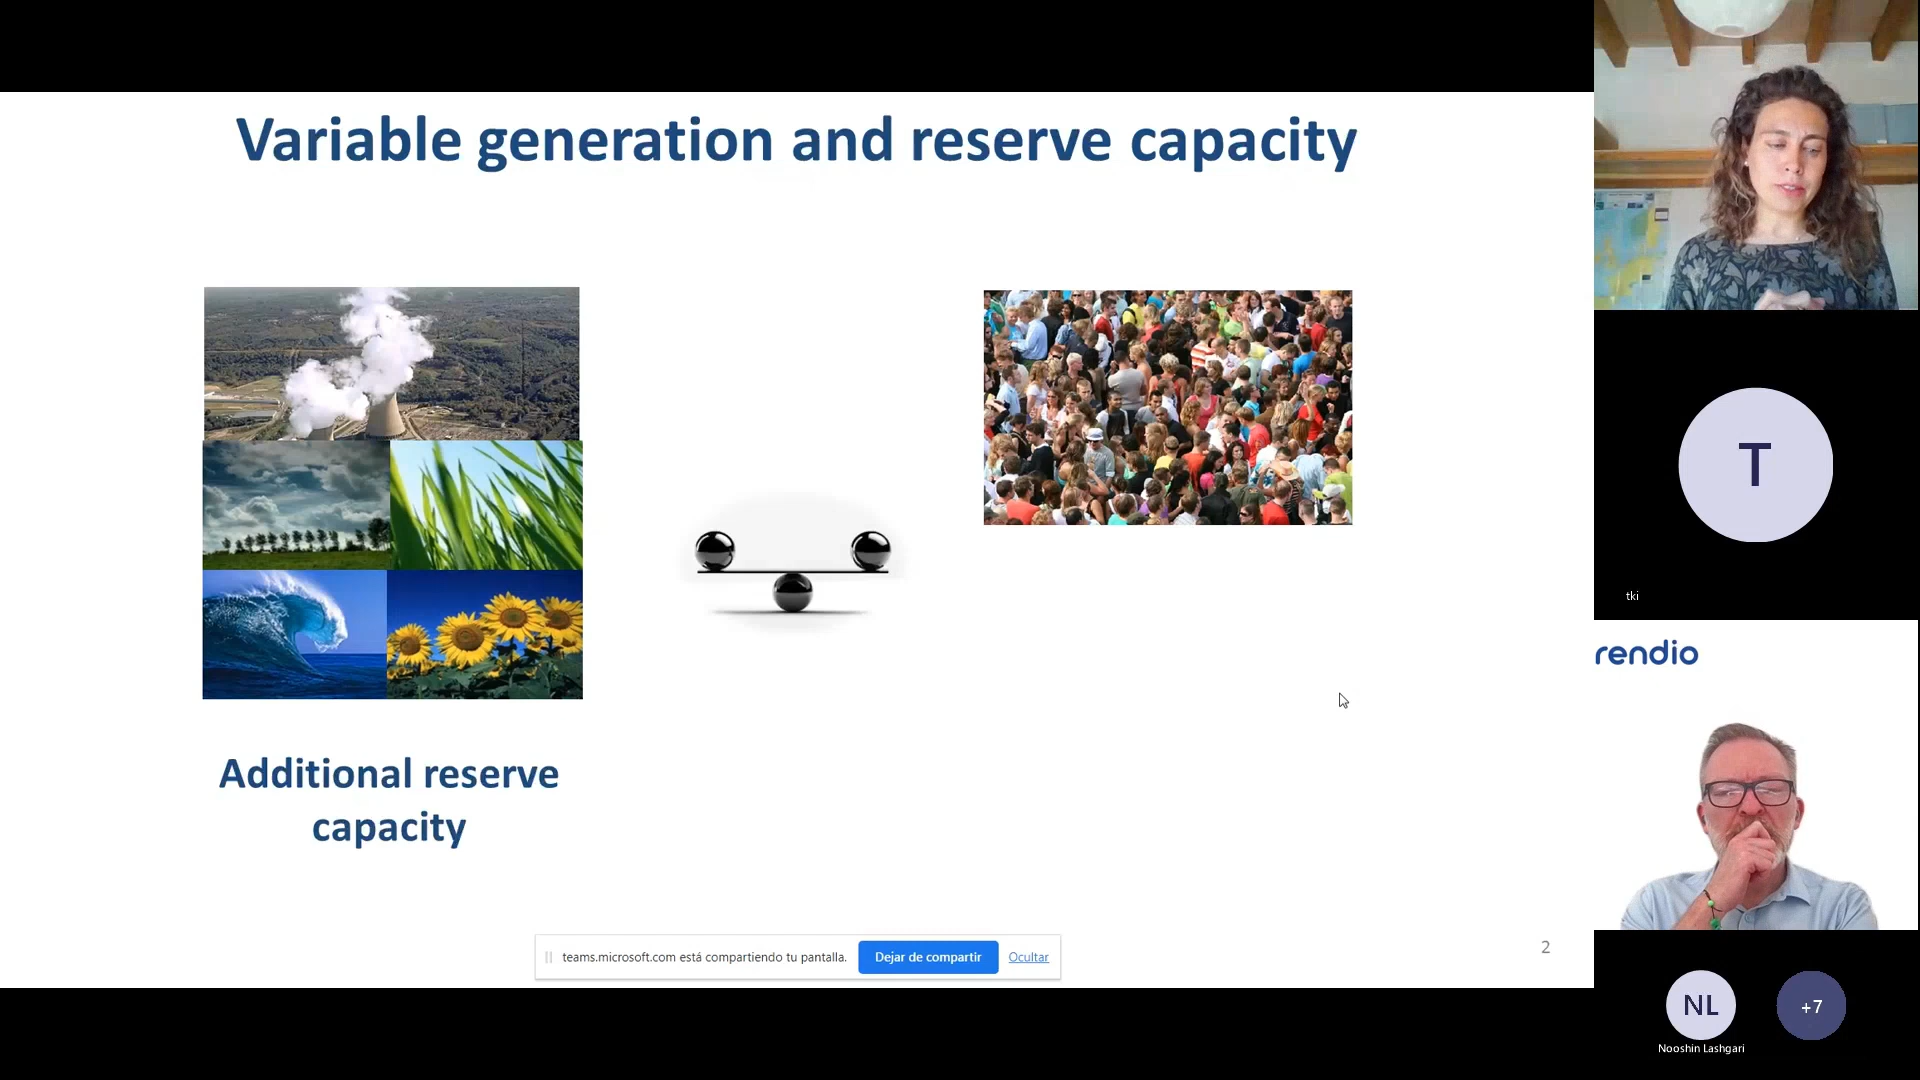 Variable generation and reserve capacity
Additional reserve
capacity
teams.microsoft.com está compartiendo tu pantalla.
Dejar de compartir
Ocultar
2
T
tki
rendio
NL
Nooshin Lashgari
+7